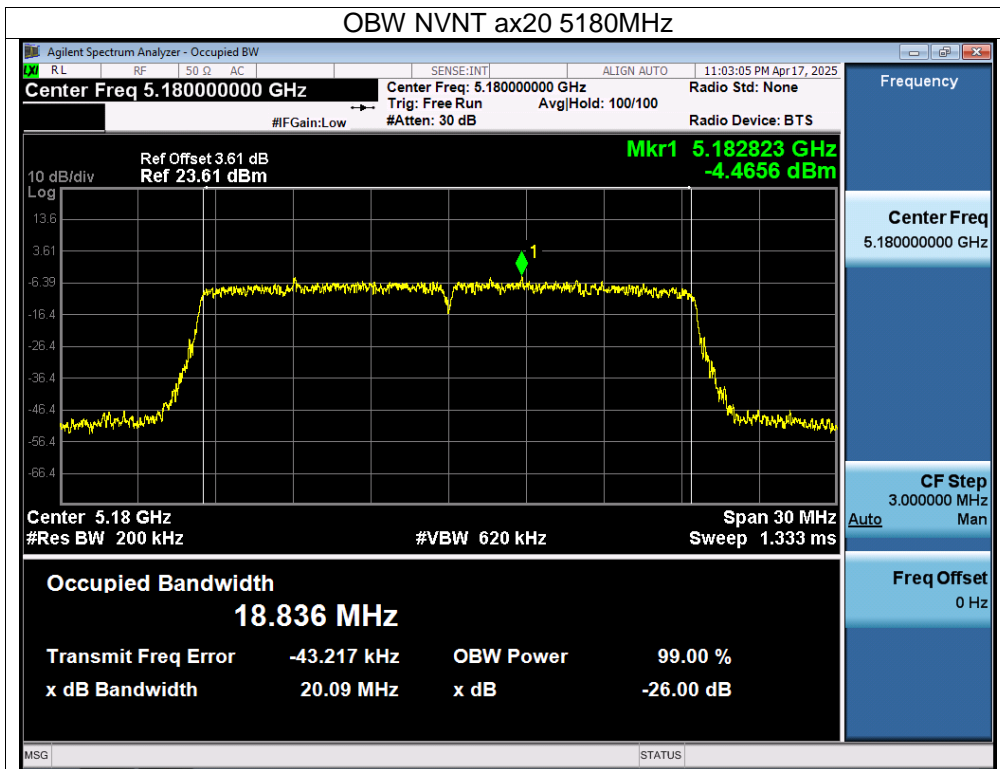 OBW NVNT ax20 5180MHz
Agilent Spectrum Analyzer - Occupied BW
LXI RL RF 50 Ω AC SENSE:INT ALIGN AUTO 11:03:05 PM Apr 17, 2025
Center Freq 5.180000000 GHz
Center Freq: 5.180000000 GHz Radio Std: None
Trig: Free Run Avg|Hold: 100/100
#IFGain:Low #Atten: 30 dB Radio Device: BTS
Frequency
Mkr1 5.182823 GHz
-4.4656 dBm
Ref Offset 3.61 dB
10 dB/div Ref 23.61 dBm
Log
13.6
3.61
-6.39
-16.4
-26.4
-36.4
-46.4
-56.4
-66.4
1
Center 5.18 GHz Span 30 MHz
#Res BW 200 kHz #VBW 620 kHz Sweep 1.333 ms
Center Freq
5.180000000 GHz
CF Step
3.000000 MHz
Auto Man
Freq Offset
0 Hz
Occupied Bandwidth
18.836 MHz
Transmit Freq Error -43.217 kHz OBW Power 99.00 %
x dB Bandwidth 20.09 MHz x dB -26.00 dB
MSG STATUS